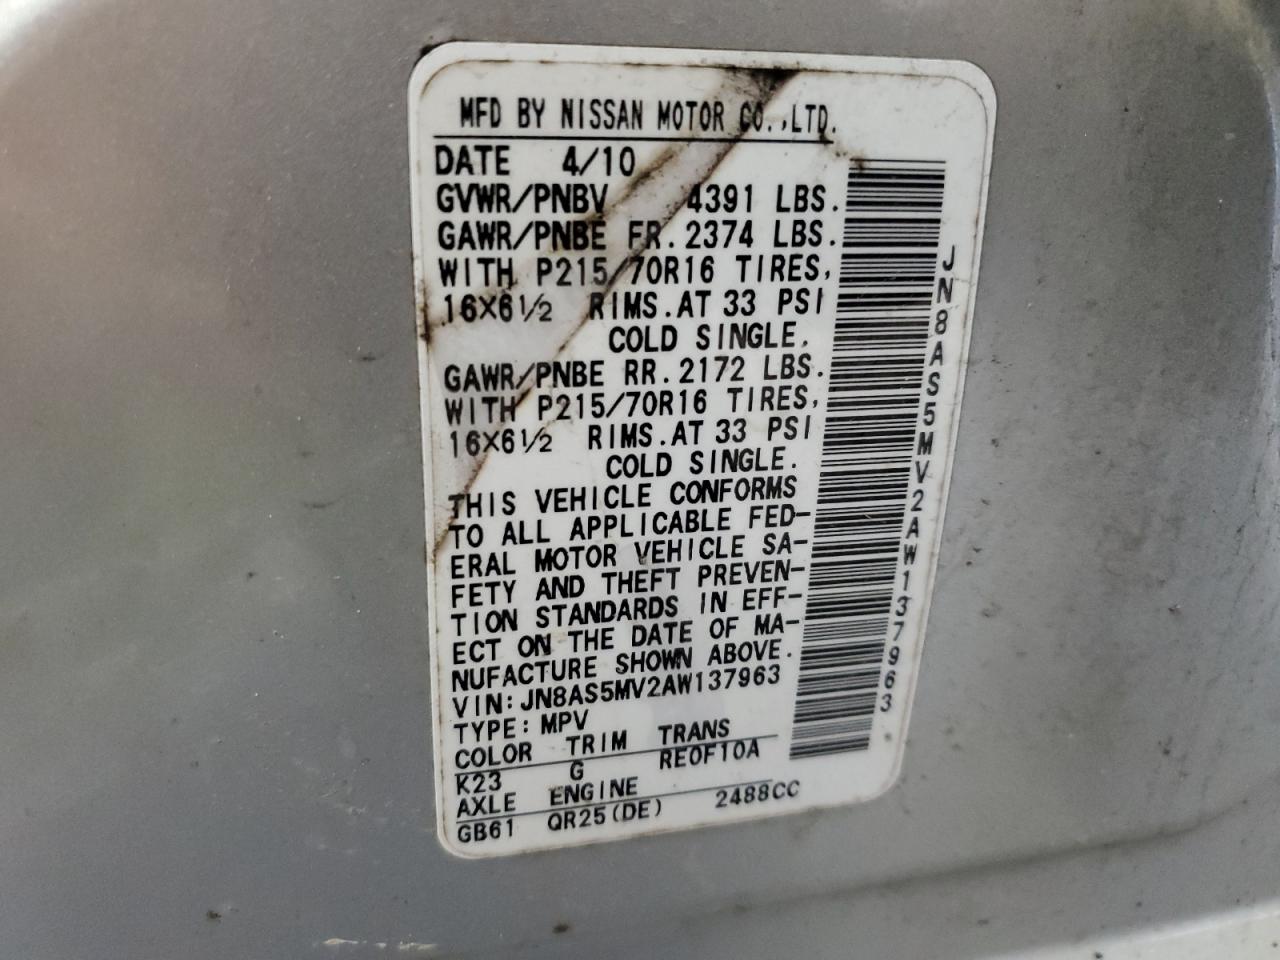 MFD BY NISSAN MOTOR CO.,LTD.
DATE 4/10
GVWR/PNBV 4391 LBS.
GAWR/PNBE FR. 2374 LBS.
WITH P215/70R16 TIRES,
16X6½ RIMS. AT 33 PSI
COLD SINGLE.
GAWR/PNBE RR. 2172 LBS.
WITH P215/70R16 TIRES,
16X6½ RIMS. AT 33 PSI
COLD SINGLE.
THIS VEHICLE CONFORMS
TO ALL APPLICABLE FED-
ERAL MOTOR VEHICLE SA-
FETY AND THEFT PREVEN-
TION STANDARDS IN EFF-
ECT ON THE DATE OF MA-
NUFACTURE SHOWN ABOVE.
VIN: JN8AS5MV2AW137963
TYPE: MPV
COLOR TRIM TRANS
K23 G RE0F10A
AXLE ENGINE
GB61 QR25(DE) 2488CC
JN8AS5MV2AW137963